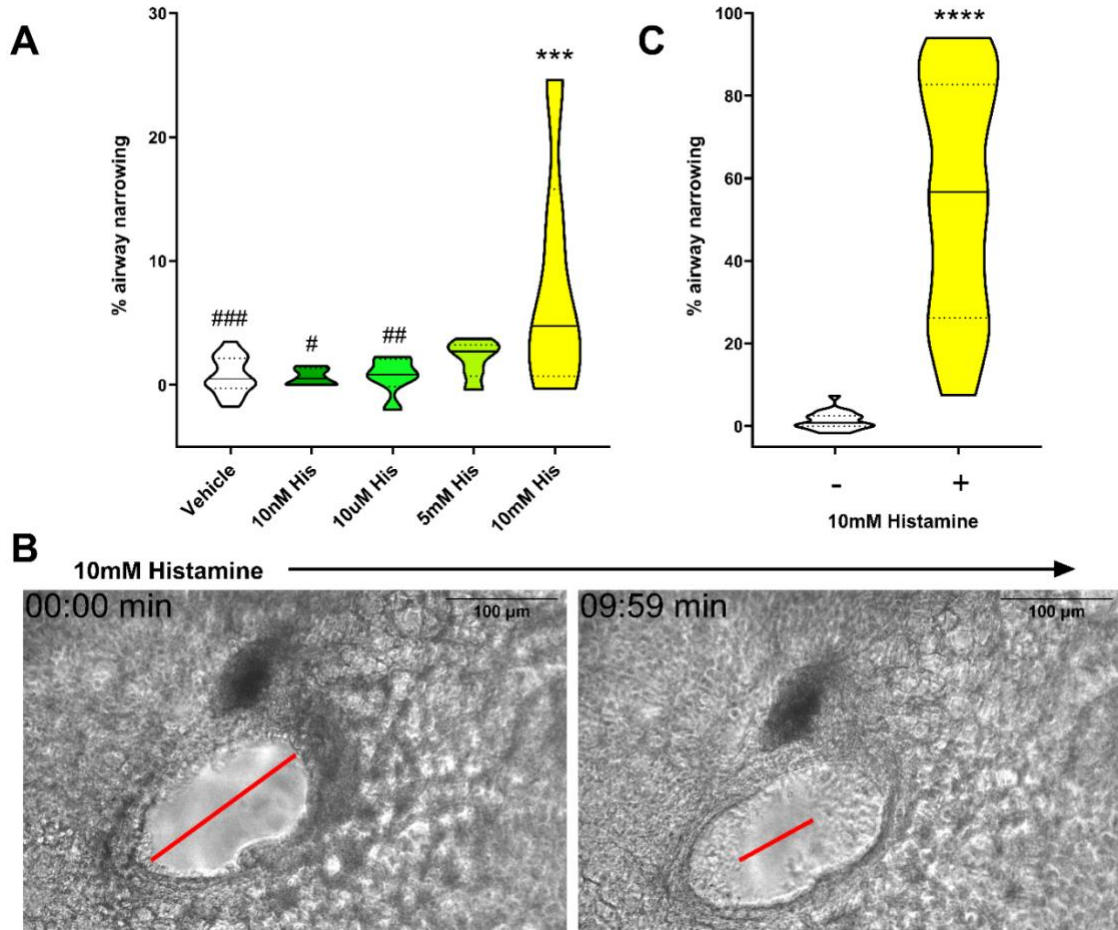 A
% airway narrowing
30
20
10
0
###
#
##
***
Vehicle
10nM His
10uM His
5mM His
10mM His
C
% airway narrowing
100
80
60
40
20
0
****
- +
10mM Histamine
B
10mM Histamine
00:00 min
100 µm
09:59 min
100 µm